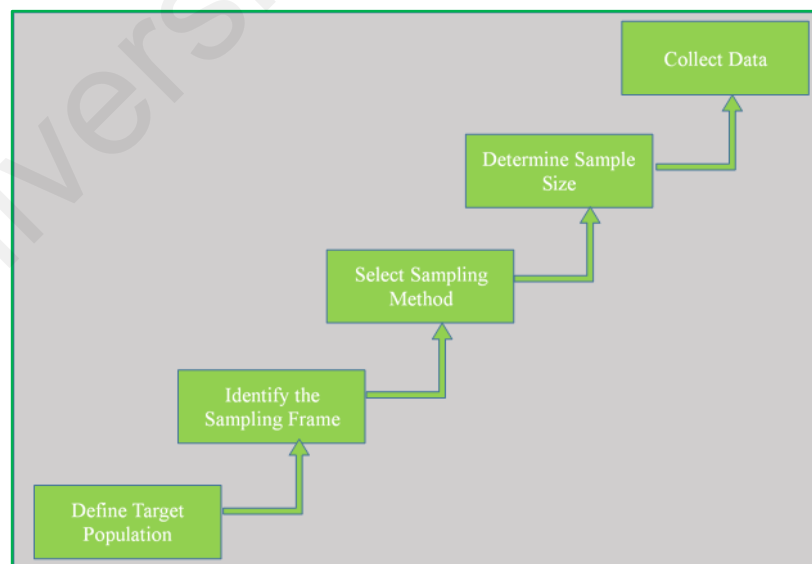 Collect Data
Determine Sample
Size
Select Sampling
Method
Identify the
Sampling Frame
Define Target
Population